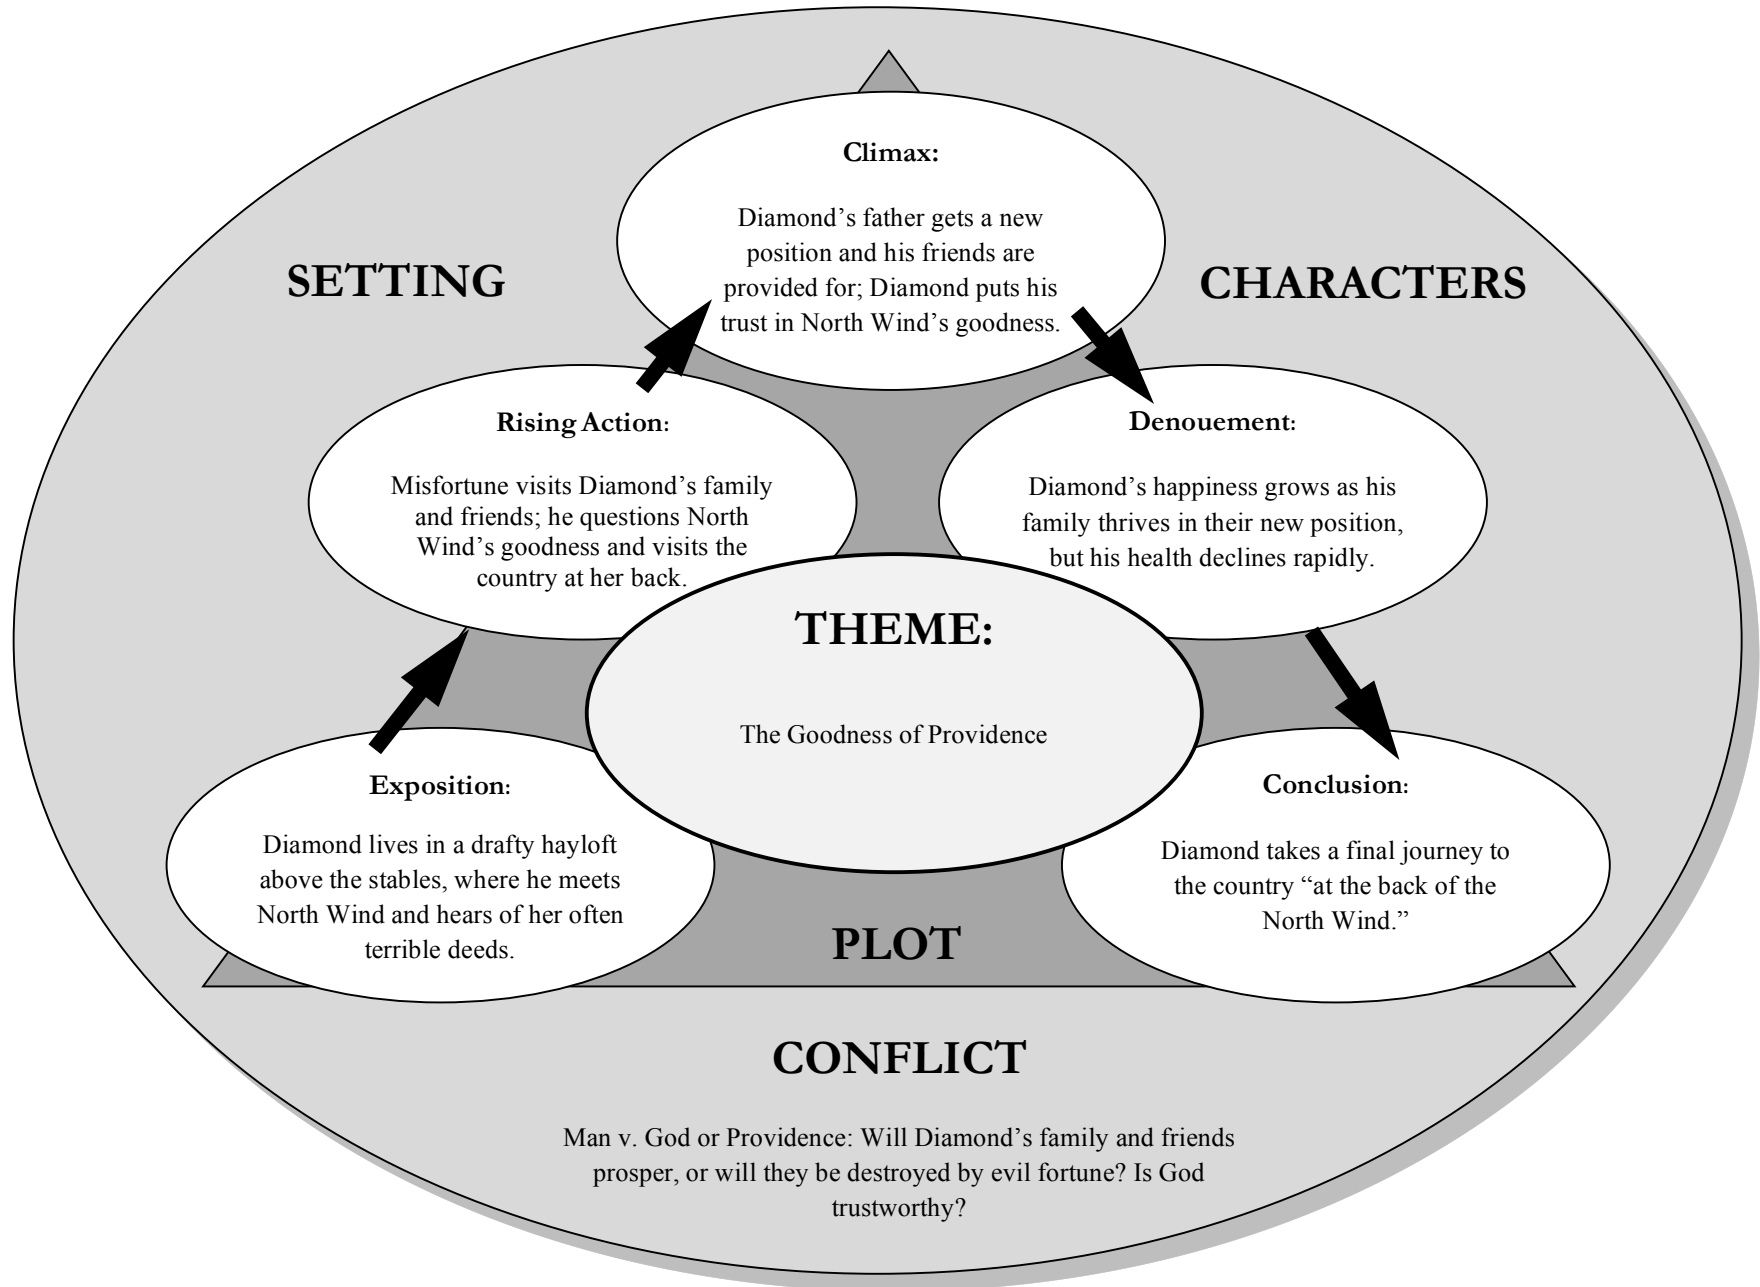 Climax:
Diamond’s father gets a new
position and his friends are
provided for; Diamond puts his
trust in North Wind’s goodness.
SETTING
CHARACTERS
Rising Action:
Misfortune visits Diamond’s family
and friends; he questions North
Wind’s goodness and visits the
country at her back.
Denouement:
Diamond’s happiness grows as his
family thrives in their new position,
but his health declines rapidly.
THEME:
The Goodness of Providence
Exposition:
Diamond lives in a drafty hayloft
above the stables, where he meets
North Wind and hears of her often
terrible deeds.
Conclusion:
Diamond takes a final journey to
the country “at the back of the
North Wind.”
PLOT
CONFLICT
Man v. God or Providence: Will Diamond’s family and friends
prosper, or will they be destroyed by evil fortune? Is God
trustworthy?